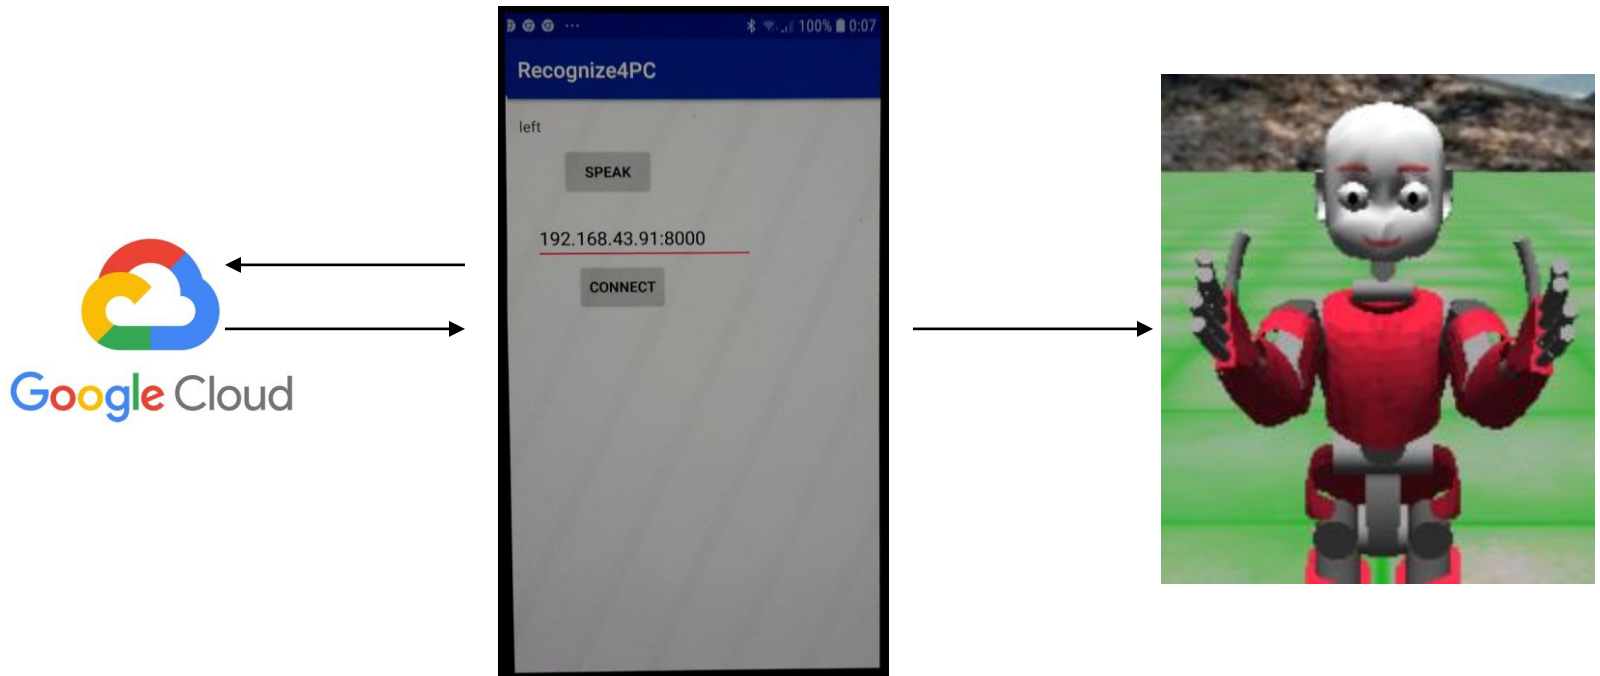 100% 0:07
Recognize4PC
left
SPEAK
192.168.43.91:8000
CONNECT
Google Cloud